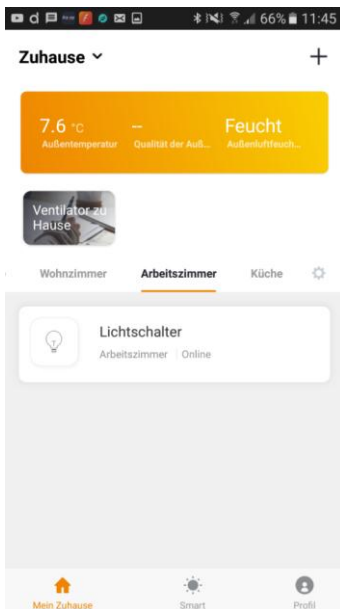 66% 11:45
Zuhause
7.6 °C
--
Feucht
Außentemperatur
Qualität der Auß...
Außenluftfeuch...
Ventilator zu
Hause
Wohnzimmer
Arbeitszimmer
Küche
Lichtschalter
Arbeitszimmer | Online
Mein Zuhause
Smart
Profil